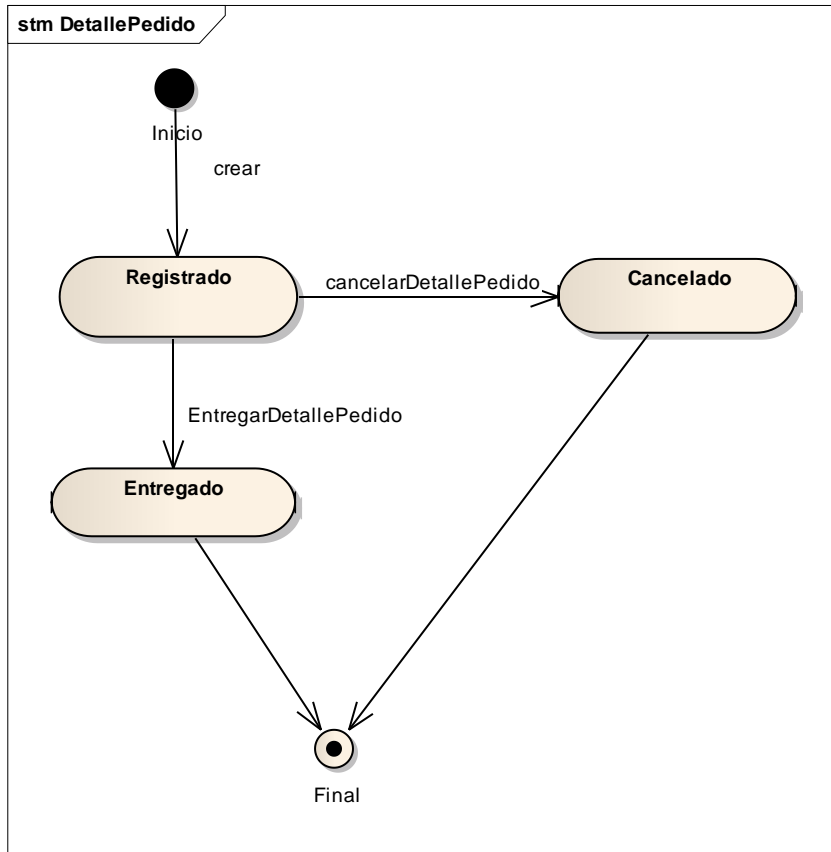 stm DetallePedido
Inicio
crear
Registrado
cancelarDetallePedido
Cancelado
EntregarDetallePedido
Entregado
Final